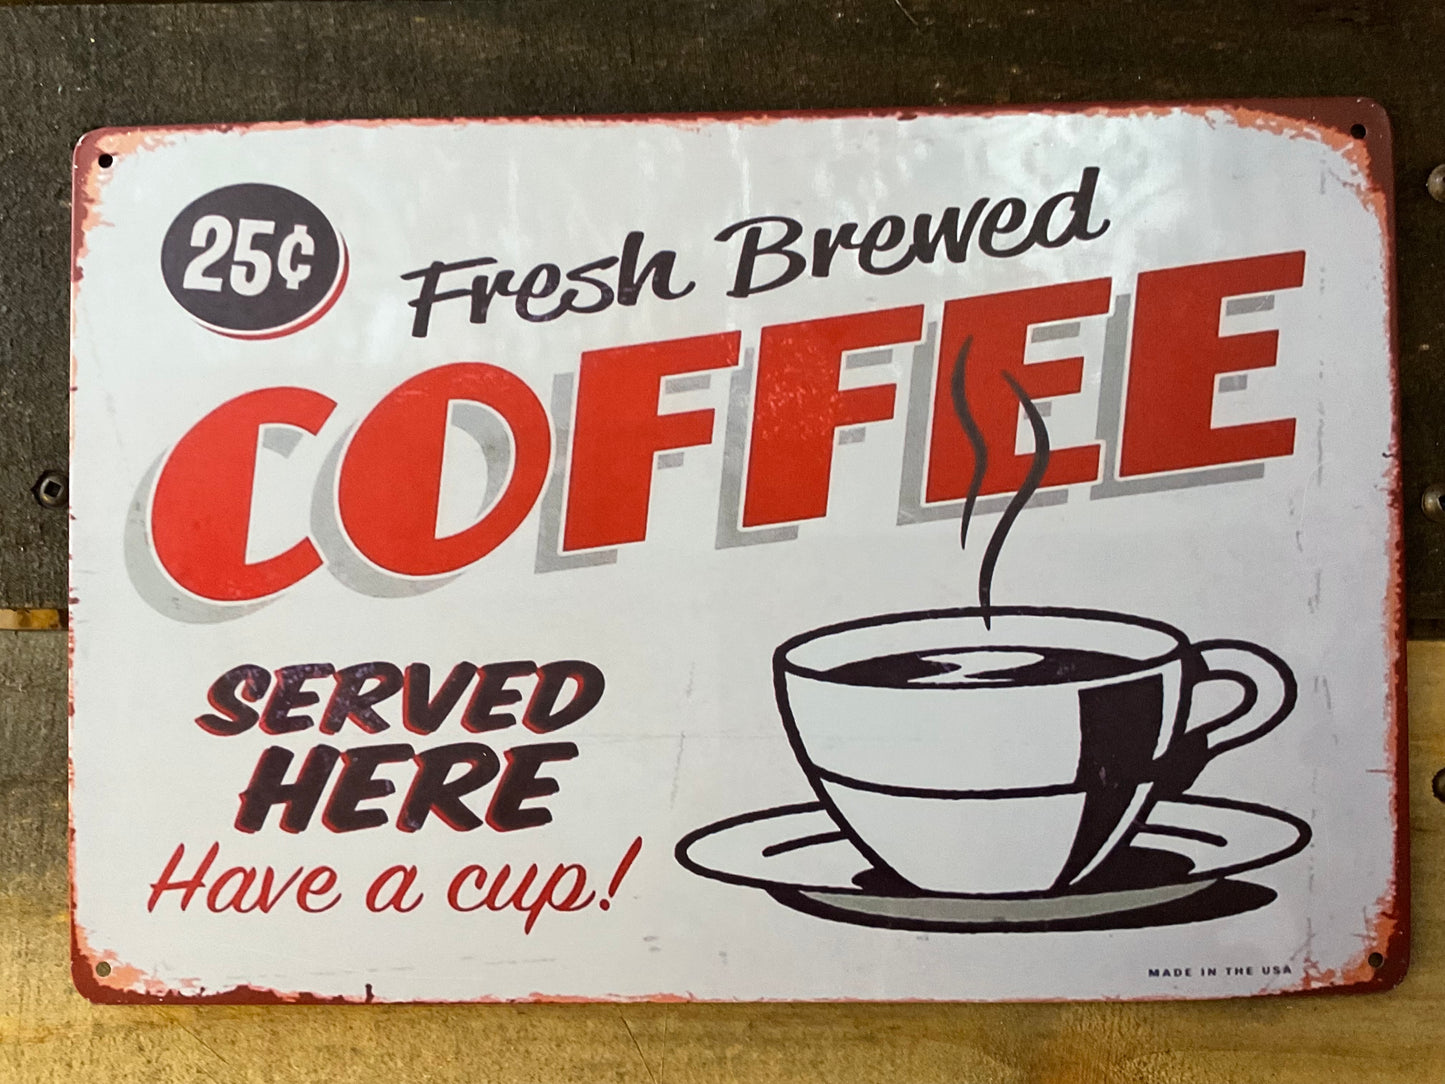 25¢
Fresh Brewed
COFFEE
SERVED
HERE
Have a cup!
MADE IN THE USA